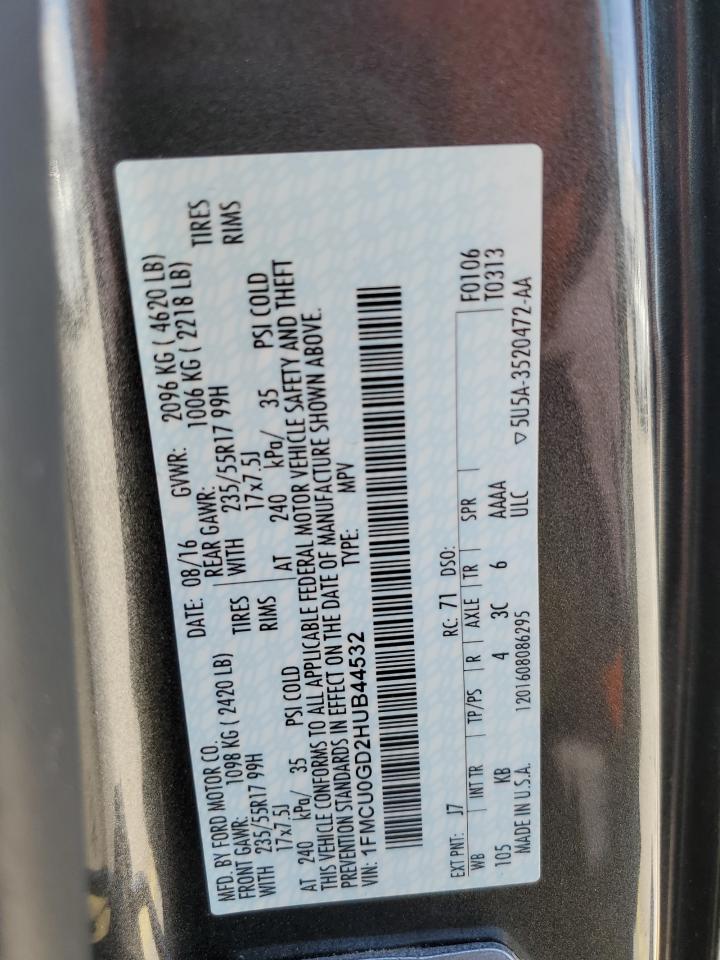 MFD. BY FORD MOTOR CO. DATE: 08/16 GVWR: 2096 KG ( 4620 LB)
FRONT GAWR: 1098 KG ( 2420 LB) REAR GAWR: 1006 KG ( 2218 LB)
WITH 235/55R17 99H TIRES WITH 235/55R17 99H TIRES
17x7.5J RIMS 17x7.5J RIMS
AT 240 kPa/ 35 PSI COLD AT 240 kPa/ 35 PSI COLD
THIS VEHICLE CONFORMS TO ALL APPLICABLE FEDERAL MOTOR VEHICLE SAFETY AND THEFT
PREVENTION STANDARDS IN EFFECT ON THE DATE OF MANUFACTURE SHOWN ABOVE.
VIN: 1FMCU0GD2HUB44532 TYPE: MPV
EXT PNT: J7 RC: 71 DSO: F0106
WB INT TR TP/PS R AXLE TR SPR T0313
105 KB 4 3C 6 AAAA
MADE IN U.S.A. 1201608086295 ULC ▽5U5A-3520472-AA